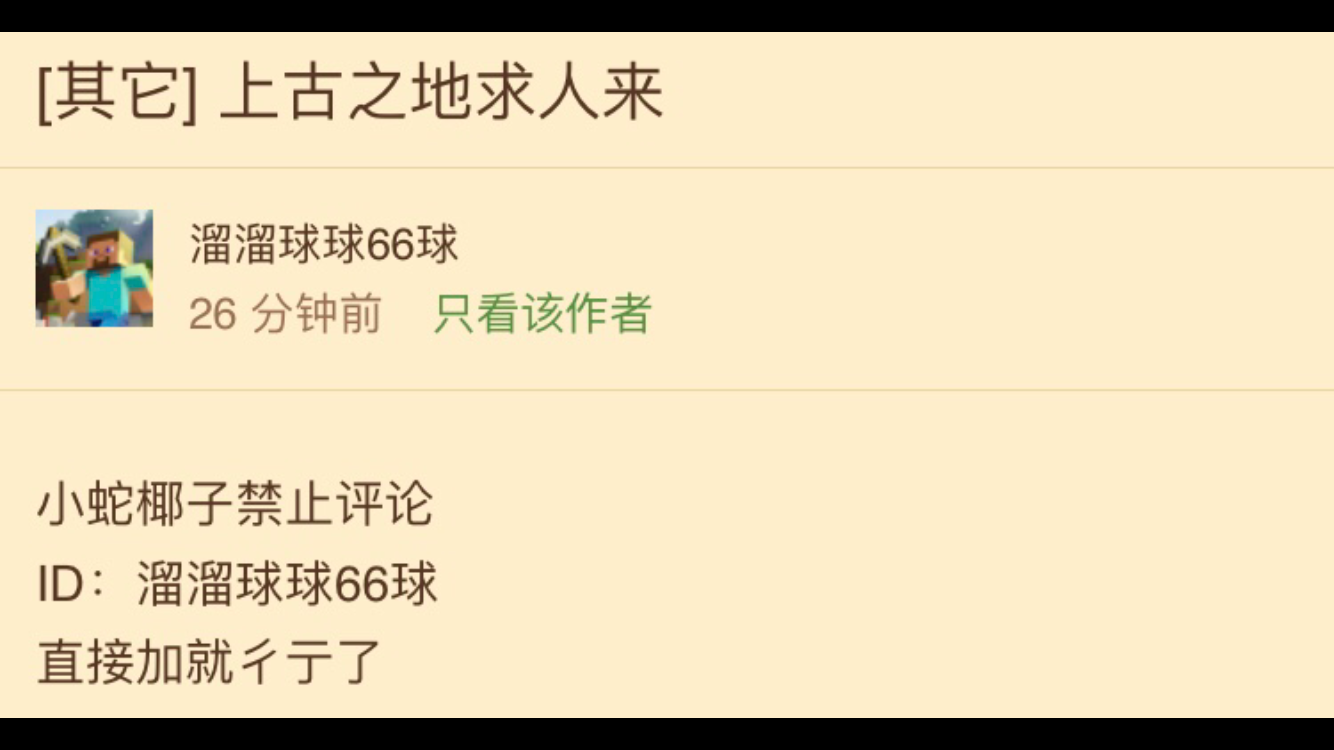 [其它] 上古之地求人来
溜溜球球66球
26 分钟前 只看该作者
小蛇椰子禁止评论
ID：溜溜球球66球
直接加就彳亍了